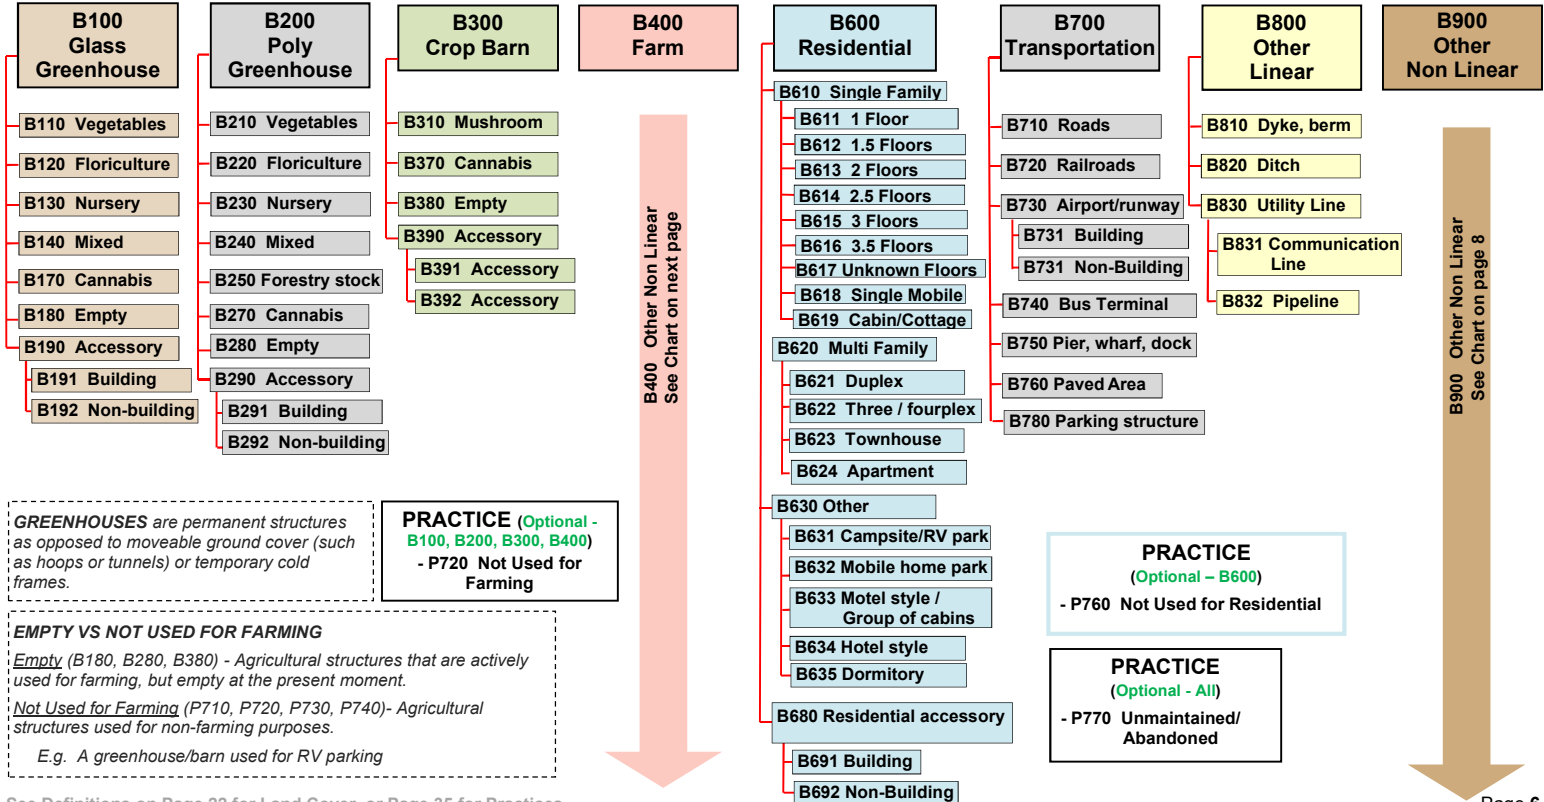 B100
Glass
Greenhouse
B110 Vegetables
B120 Floriculture
B130 Nursery
B140 Mixed
B170 Cannabis
B180 Empty
B190 Accessory
B191 Building
B192 Non-building
B200
Poly
Greenhouse
B210 Vegetables
B220 Floriculture
B230 Nursery
B240 Mixed
B250 Forestry stock
B270 Cannabis
B280 Empty
B290 Accessory
B291 Building
B292 Non-building
B300
Crop Barn
B310 Mushroom
B370 Cannabis
B380 Empty
B390 Accessory
B391 Accessory
B392 Accessory
B400
Farm
B400 Other Non Linear
See Chart on next page
B600
Residential
B610 Single Family
B611 1 Floor
B612 1.5 Floors
B613 2 Floors
B614 2.5 Floors
B615 3 Floors
B616 3.5 Floors
B617 Unknown Floors
B618 Single Mobile
B619 Cabin/Cottage
B620 Multi Family
B621 Duplex
B622 Three / fourplex
B623 Townhouse
B624 Apartment
B630 Other
B631 Campsite/RV park
B632 Mobile home park
B633 Motel style /
Group of cabins
B634 Hotel style
B635 Dormitory
B680 Residential accessory
B691 Building
B692 Non-Building
B700
Transportation
B710 Roads
B720 Railroads
B730 Airport/runway
B731 Building
B731 Non-Building
B740 Bus Terminal
B750 Pier, wharf, dock
B760 Paved Area
B780 Parking structure
B800
Other
Linear
B810 Dyke, berm
B820 Ditch
B830 Utility Line
B831 Communication
Line
B832 Pipeline
B900
Other
Non Linear
B900 Other Non Linear
See Chart on page 8
GREENHOUSES are permanent structures
as opposed to moveable ground cover (such
as hoops or tunnels) or temporary cold
frames.
PRACTICE (Optional -
B100, B200, B300, B400)
- P720 Not Used for
Farming
EMPTY VS NOT USED FOR FARMING
Empty (B180, B280, B380) - Agricultural structures that are actively
used for farming, but empty at the present moment.
Not Used for Farming (P710, P720, P730, P740)- Agricultural
structures used for non-farming purposes.
E.g. A greenhouse/barn used for RV parking
PRACTICE
(Optional – B600)
- P760 Not Used for Residential
PRACTICE
(Optional - All)
- P770 Unmaintained/
Abandoned
See Definitions on Page 22 for Land Cover, or Page 35 for Practices
Page 6